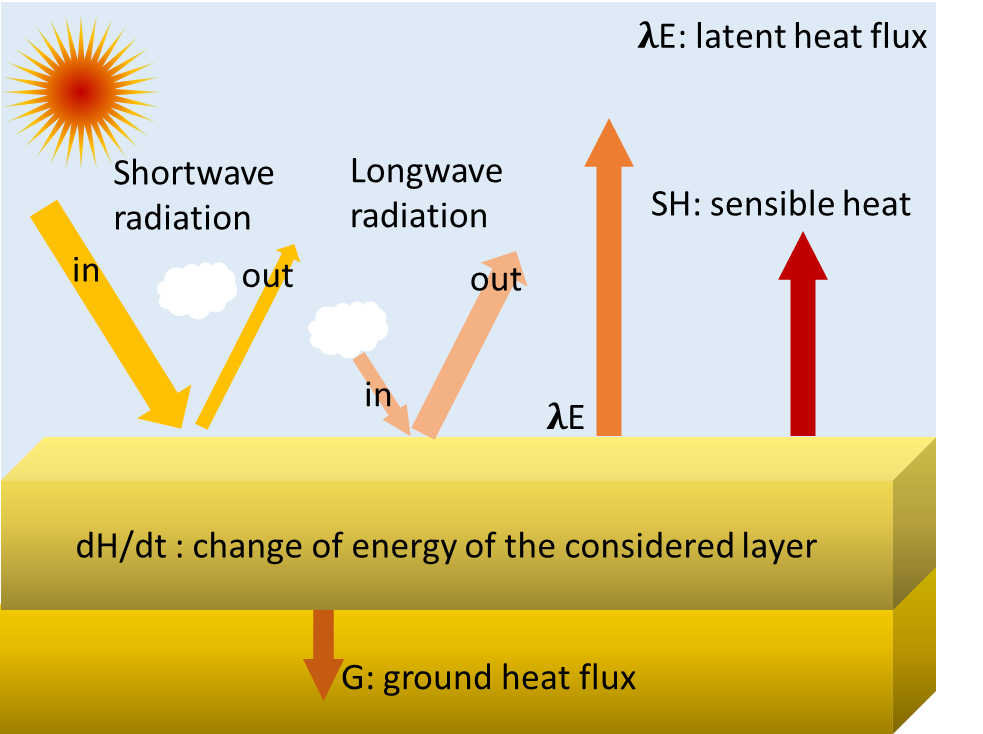 𝝀E: latent heat flux
Shortwave
radiation
Longwave
radiation
SH: sensible heat
in
out
out
in
𝝀E
dH/dt : change of energy of the considered layer
G: ground heat flux